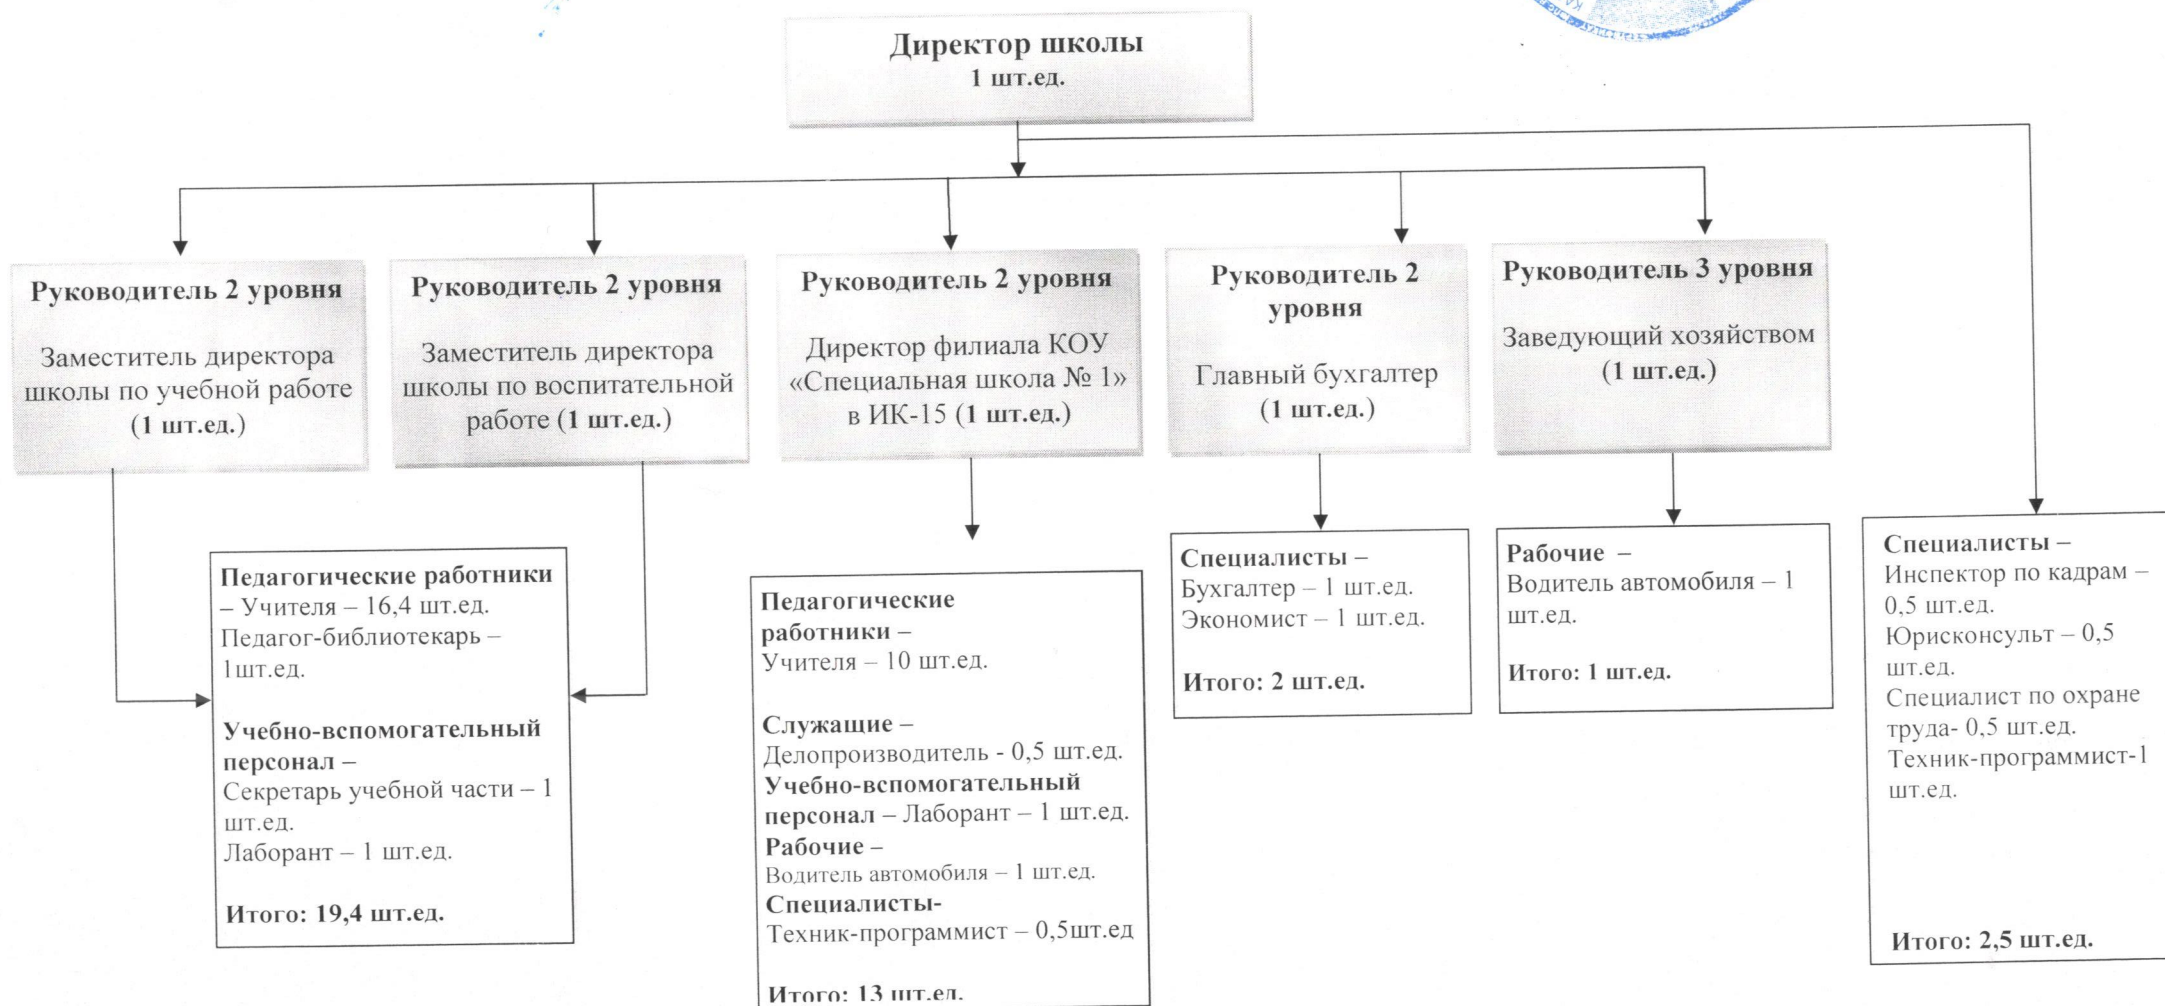 Директор школы
1 шт.ед.
Руководитель 2 уровня
Заместитель директора
школы по учебной работе
(1 шт.ед.)
Руководитель 2 уровня
Заместитель директора
школы по воспитательной
работе (1 шт.ед.)
Руководитель 2 уровня
Директор филиала КОУ
«Специальная школа № 1»
в ИК-15 (1 шт.ед.)
Руководитель 2
уровня
Главный бухгалтер
(1 шт.ед.)
Руководитель 3 уровня
Заведующий хозяйством
(1 шт.ед.)
Педагогические работники
– Учителя – 16,4 шт.ед.
Педагог-библиотекарь –
1шт.ед.
Учебно-вспомогательный
персонал –
Секретарь учебной части – 1
шт.ед.
Лаборант – 1 шт.ед.
Итого: 19,4 шт.ед.
Педагогические
работники –
Учителя – 10 шт.ед.
Служащие –
Делопроизводитель - 0,5 шт.ед.
Учебно-вспомогательный
персонал – Лаборант – 1 шт.ед.
Рабочие –
Водитель автомобиля – 1 шт.ед.
Специалисты-
Техник-программист – 0,5шт.ед
Итого: 13 шт.ед.
Специалисты –
Бухгалтер – 1 шт.ед.
Экономист – 1 шт.ед.
Итого: 2 шт.ед.
Рабочие –
Водитель автомобиля – 1
шт.ед.
Итого: 1 шт.ед.
Специалисты –
Инспектор по кадрам –
0,5 шт.ед.
Юрисконсульт – 0,5
шт.ед.
Специалист по охране
труда- 0,5 шт.ед.
Техник-программист-1
шт.ед.
Итого: 2,5 шт.ед.